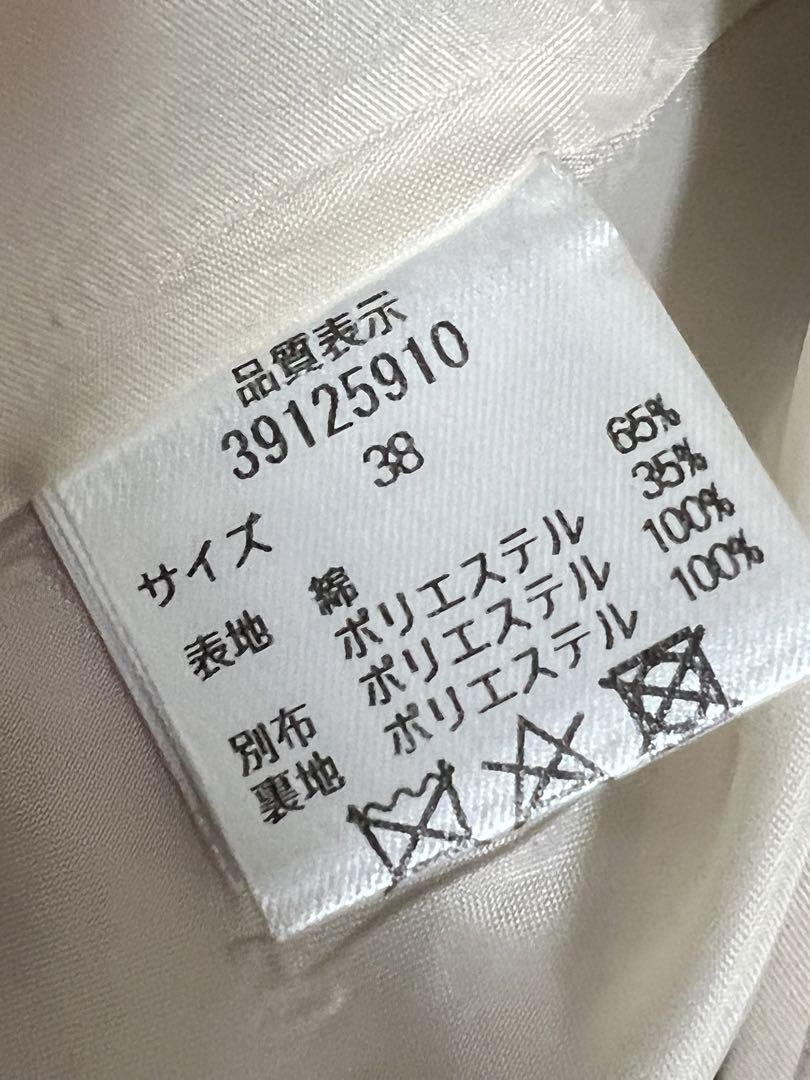 品質表示
39125910
サイズ 38
表地 綿 65%
ポリエステル 35%
別布 ポリエステル 100%
裏地 ポリエステル 100%